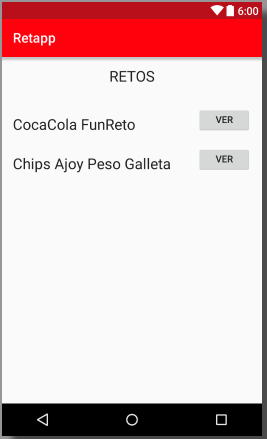 6:00
Retapp
RETOS
CocaCola FunReto VER
Chips Ajoy Peso Galleta VER